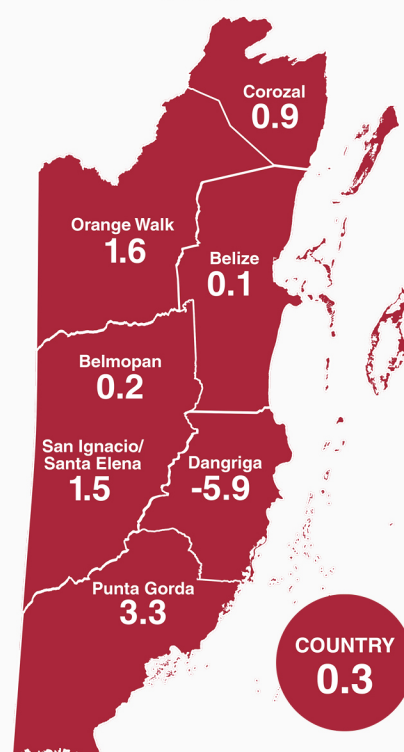 Corozal
0.9
Orange Walk
1.6
Belize
0.1
Belmopan
0.2
San Ignacio/
Santa Elena
1.5
Dangriga
-5.9
Punta Gorda
3.3
COUNTRY
0.3